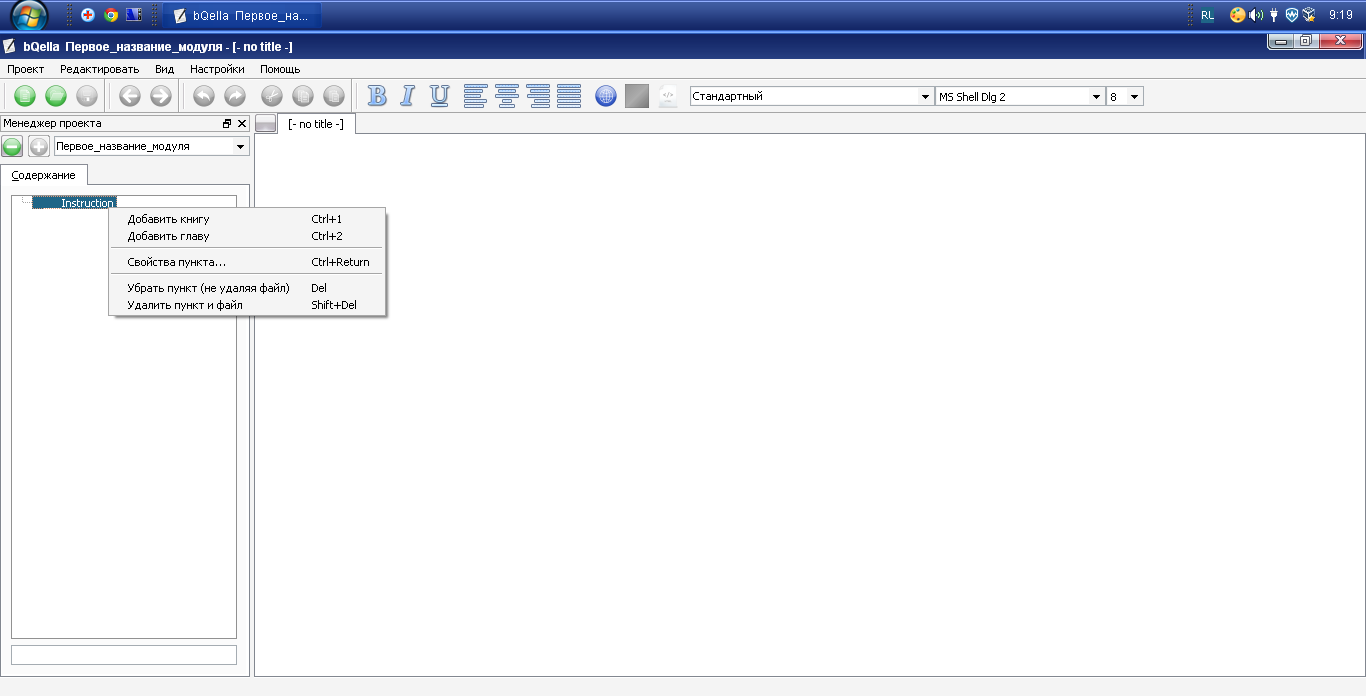 bQella Первое_на...
RL
9:19
bQella Первое_название_модуля - [- no title -]
Проект Редактировать Вид Настройки Помощь
B I U
Стандартный
MS Shell Dlg 2
8
Менеджер проекта
[- no title -]
Первое_название_модуля
Содержание
Instruction
Добавить книгу Ctrl+1
Добавить главу Ctrl+2
Свойства пункта... Ctrl+Return
Убрать пункт (не удаляя файл) Del
Удалить пункт и файл Shift+Del